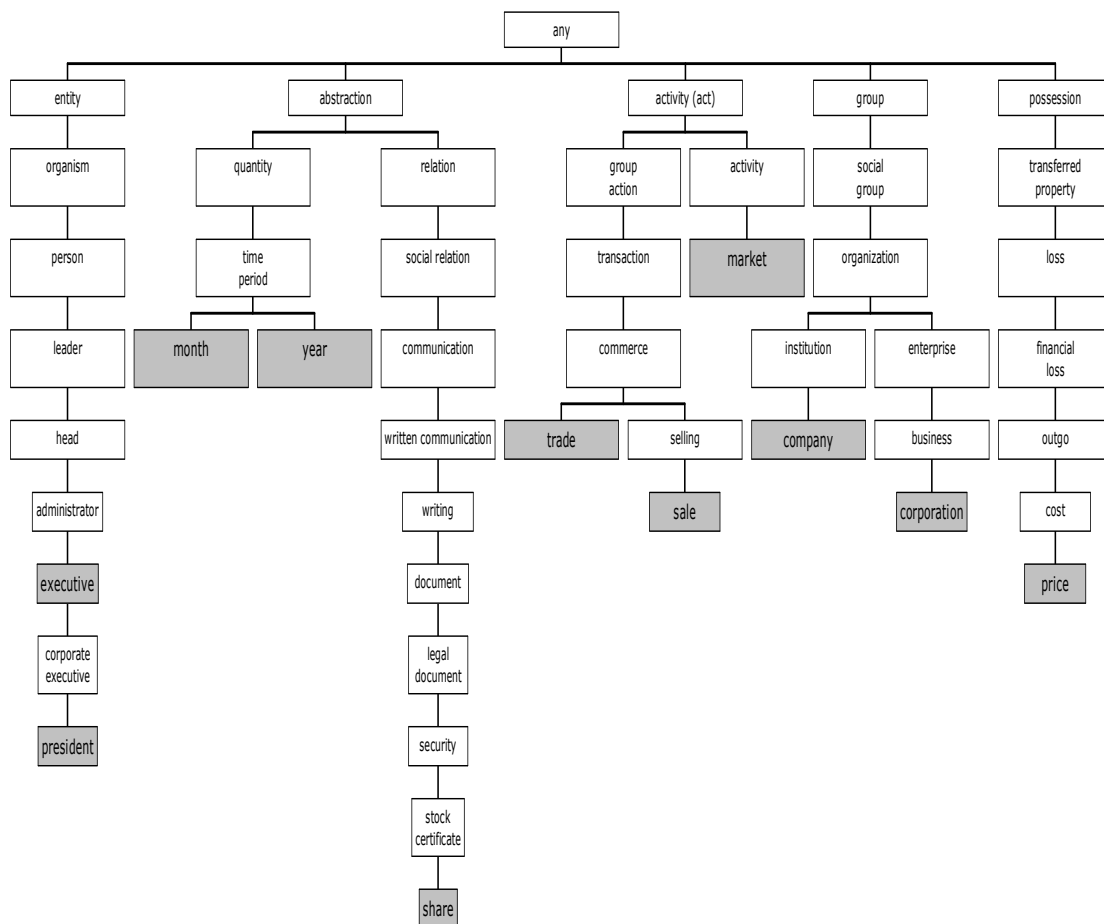 any
entity
abstraction
activity (act)
group
possession
organism
quantity
relation
group
action
activity
social
group
transferred
property
person
time
period
social relation
transaction
market
organization
loss
leader
month
year
communication
commerce
institution
enterprise
financial
loss
head
written communication
trade
selling
company
business
outgo
administrator
writing
sale
corporation
cost
executive
document
price
corporate
executive
legal
document
president
security
stock
certificate
share